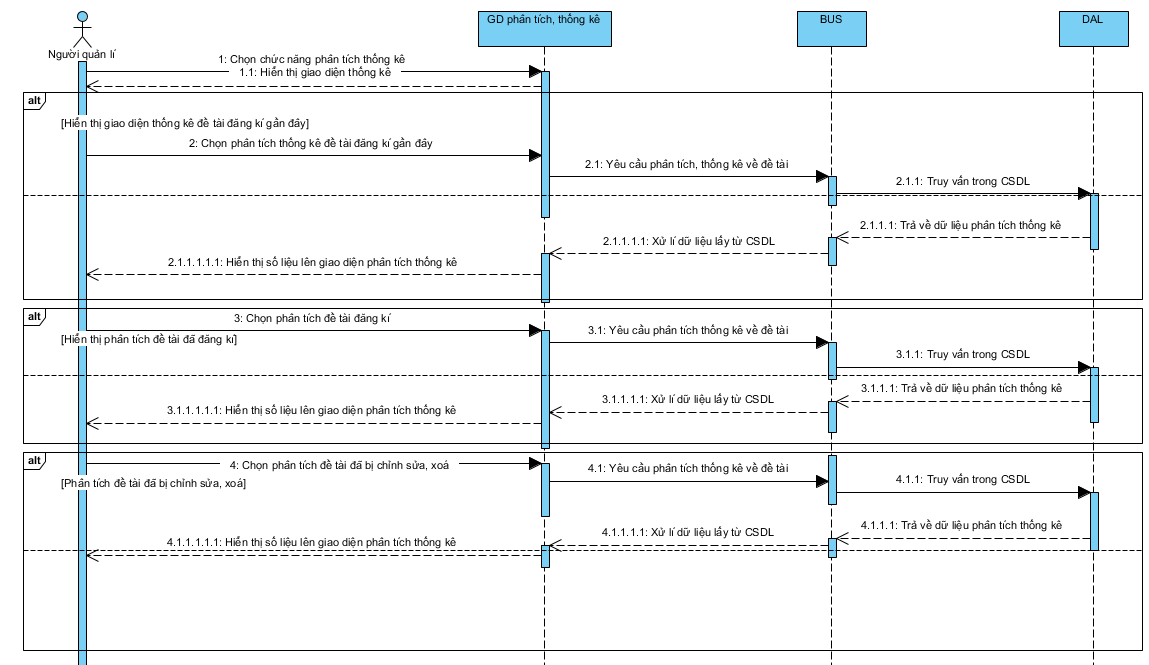 GD phân tích, thống kê
BUS
DAL
Người quản lí
1: Chọn chức năng phân tích thống kê
1.1: Hiển thị giao diện thống kê
alt
[Hiển thị giao diện thống kê đề tài đăng kí gần đây]
2: Chọn phân tích thống kê đề tài đăng kí gần đây
2.1: Yêu cầu phân tích, thống kê về đề tài
2.1.1: Truy vấn trong CSDL
2.1.1.1: Trả về dữ liệu phân tích thống kê
2.1.1.1.1: Xử lí dữ liệu lấy từ CSDL
2.1.1.1.1.1: Hiển thị số liệu lên giao diện phân tích thống kê
alt
3: Chọn phân tích đề tài đăng kí
[Hiển thị phân tích đề tài đã đăng kí]
3.1: Yêu cầu phân tích thống kê về đề tài
3.1.1: Truy vấn trong CSDL
3.1.1.1: Trả về dữ liệu phân tích thống kê
3.1.1.1.1: Xử lí dữ liệu lấy từ CSDL
3.1.1.1.1.1: Hiển thị số liệu lên giao diện phân tích thống kê
alt
4: Chọn phân tích đề tài đã bị chỉnh sửa, xoá
[Phân tích đề tài đã bị chỉnh sửa, xoá]
4.1: Yêu cầu phân tích thống kê về đề tài
4.1.1: Truy vấn trong CSDL
4.1.1.1: Trả về dữ liệu phân tích thống kê
4.1.1.1.1: Xử lí dữ liệu lấy từ CSDL
4.1.1.1.1.1: Hiển thị số liệu lên giao diện phân tích thống kê